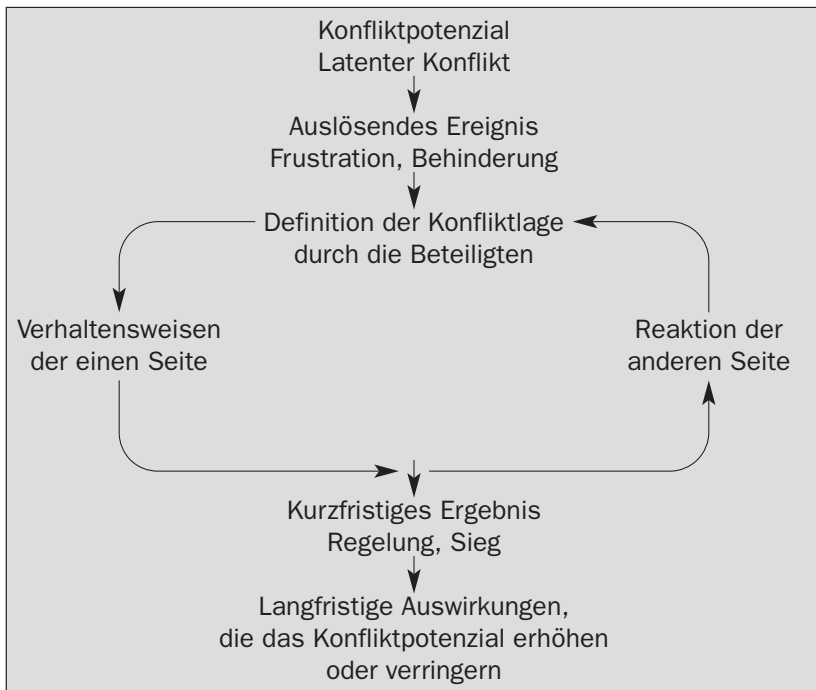 Konfliktpotenzial
Latenter Konflikt
Auslösendes Ereignis
Frustration, Behinderung
Definition der Konfliktlage
durch die Beteiligten
Verhaltensweisen
der einen Seite
Reaktion der
anderen Seite
Kurzfristiges Ergebnis
Regelung, Sieg
Langfristige Auswirkungen,
die das Konfliktpotenzial erhöhen
oder verringern